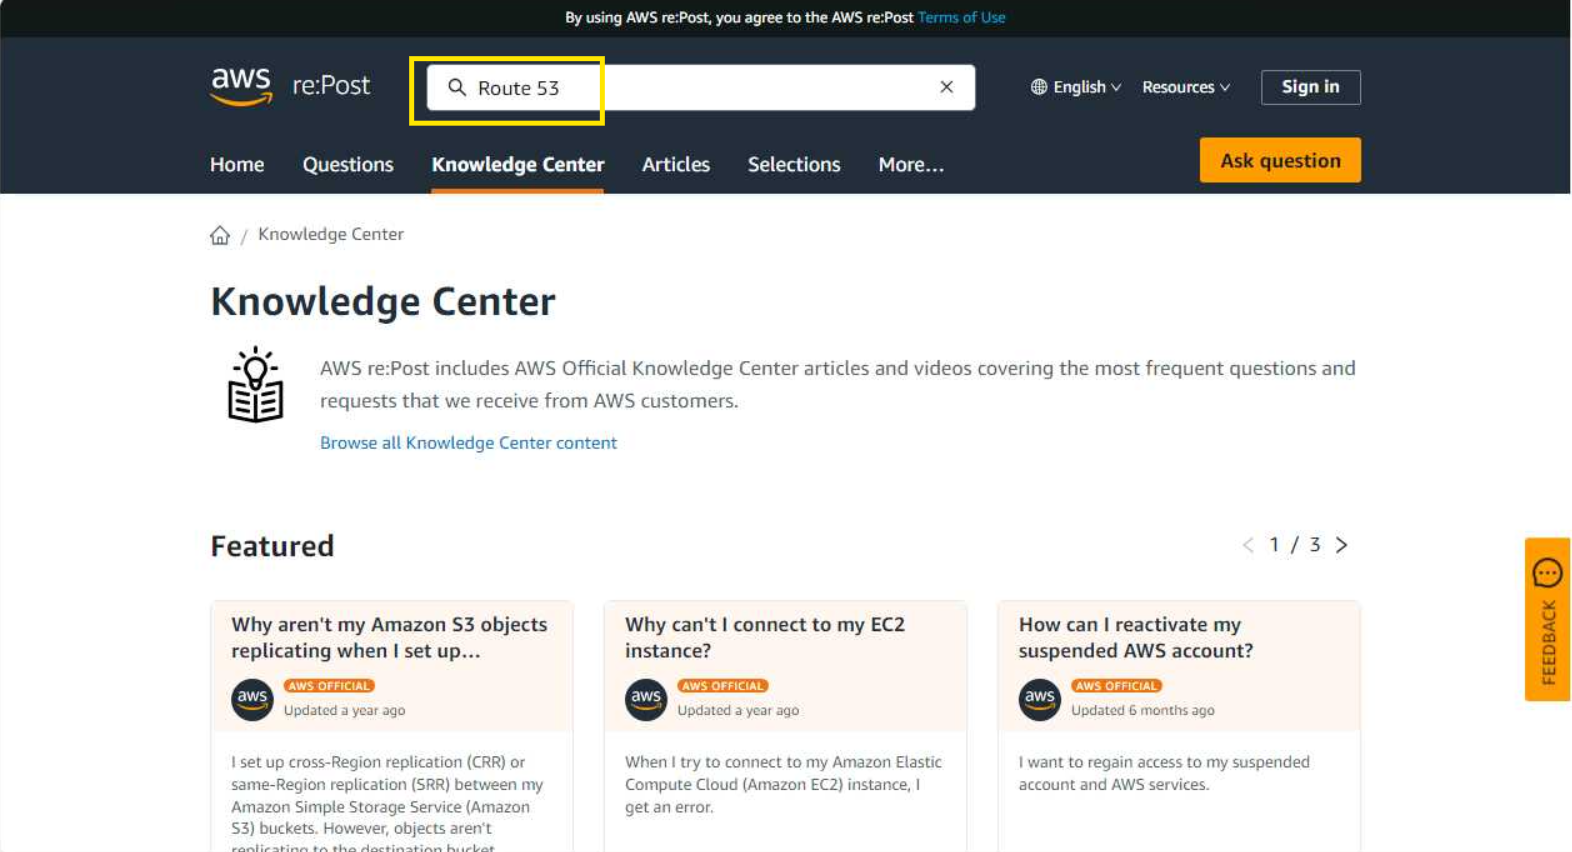 By using AWS re:Post, you agree to the AWS re:Post Terms of Use
aws re:Post
Route 53
English
Resources
Sign in
Home
Questions
Knowledge Center
Articles
Selections
More...
Ask question
/ Knowledge Center
Knowledge Center
AWS re:Post includes AWS Official Knowledge Center articles and videos covering the most frequent questions and
requests that we receive from AWS customers.
Browse all Knowledge Center content
Featured
1 / 3
Why aren't my Amazon S3 objects
replicating when I set up...
aws
AWS OFFICIAL
Updated a year ago
I set up cross-Region replication (CRR) or
same-Region replication (SRR) between my
Amazon Simple Storage Service (Amazon
S3) buckets. However, objects aren't
replicating to the destination bucket
Why can't I connect to my EC2
instance?
aws
AWS OFFICIAL
Updated a year ago
When I try to connect to my Amazon Elastic
Compute Cloud (Amazon EC2) instance, I
get an error.
How can I reactivate my
suspended AWS account?
aws
AWS OFFICIAL
Updated 6 months ago
I want to regain access to my suspended
account and AWS services.
FEEDBACK